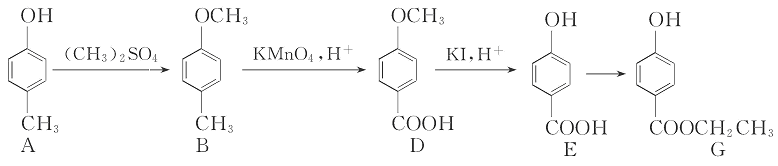 OH
OCH₃
OCH₃
OH
OH
(CH₃)₂SO₄
KMnO₄,H⁺
KI,H⁺
CH₃
CH₃
COOH
COOH
COOCH₂CH₃
A
B
D
E
G